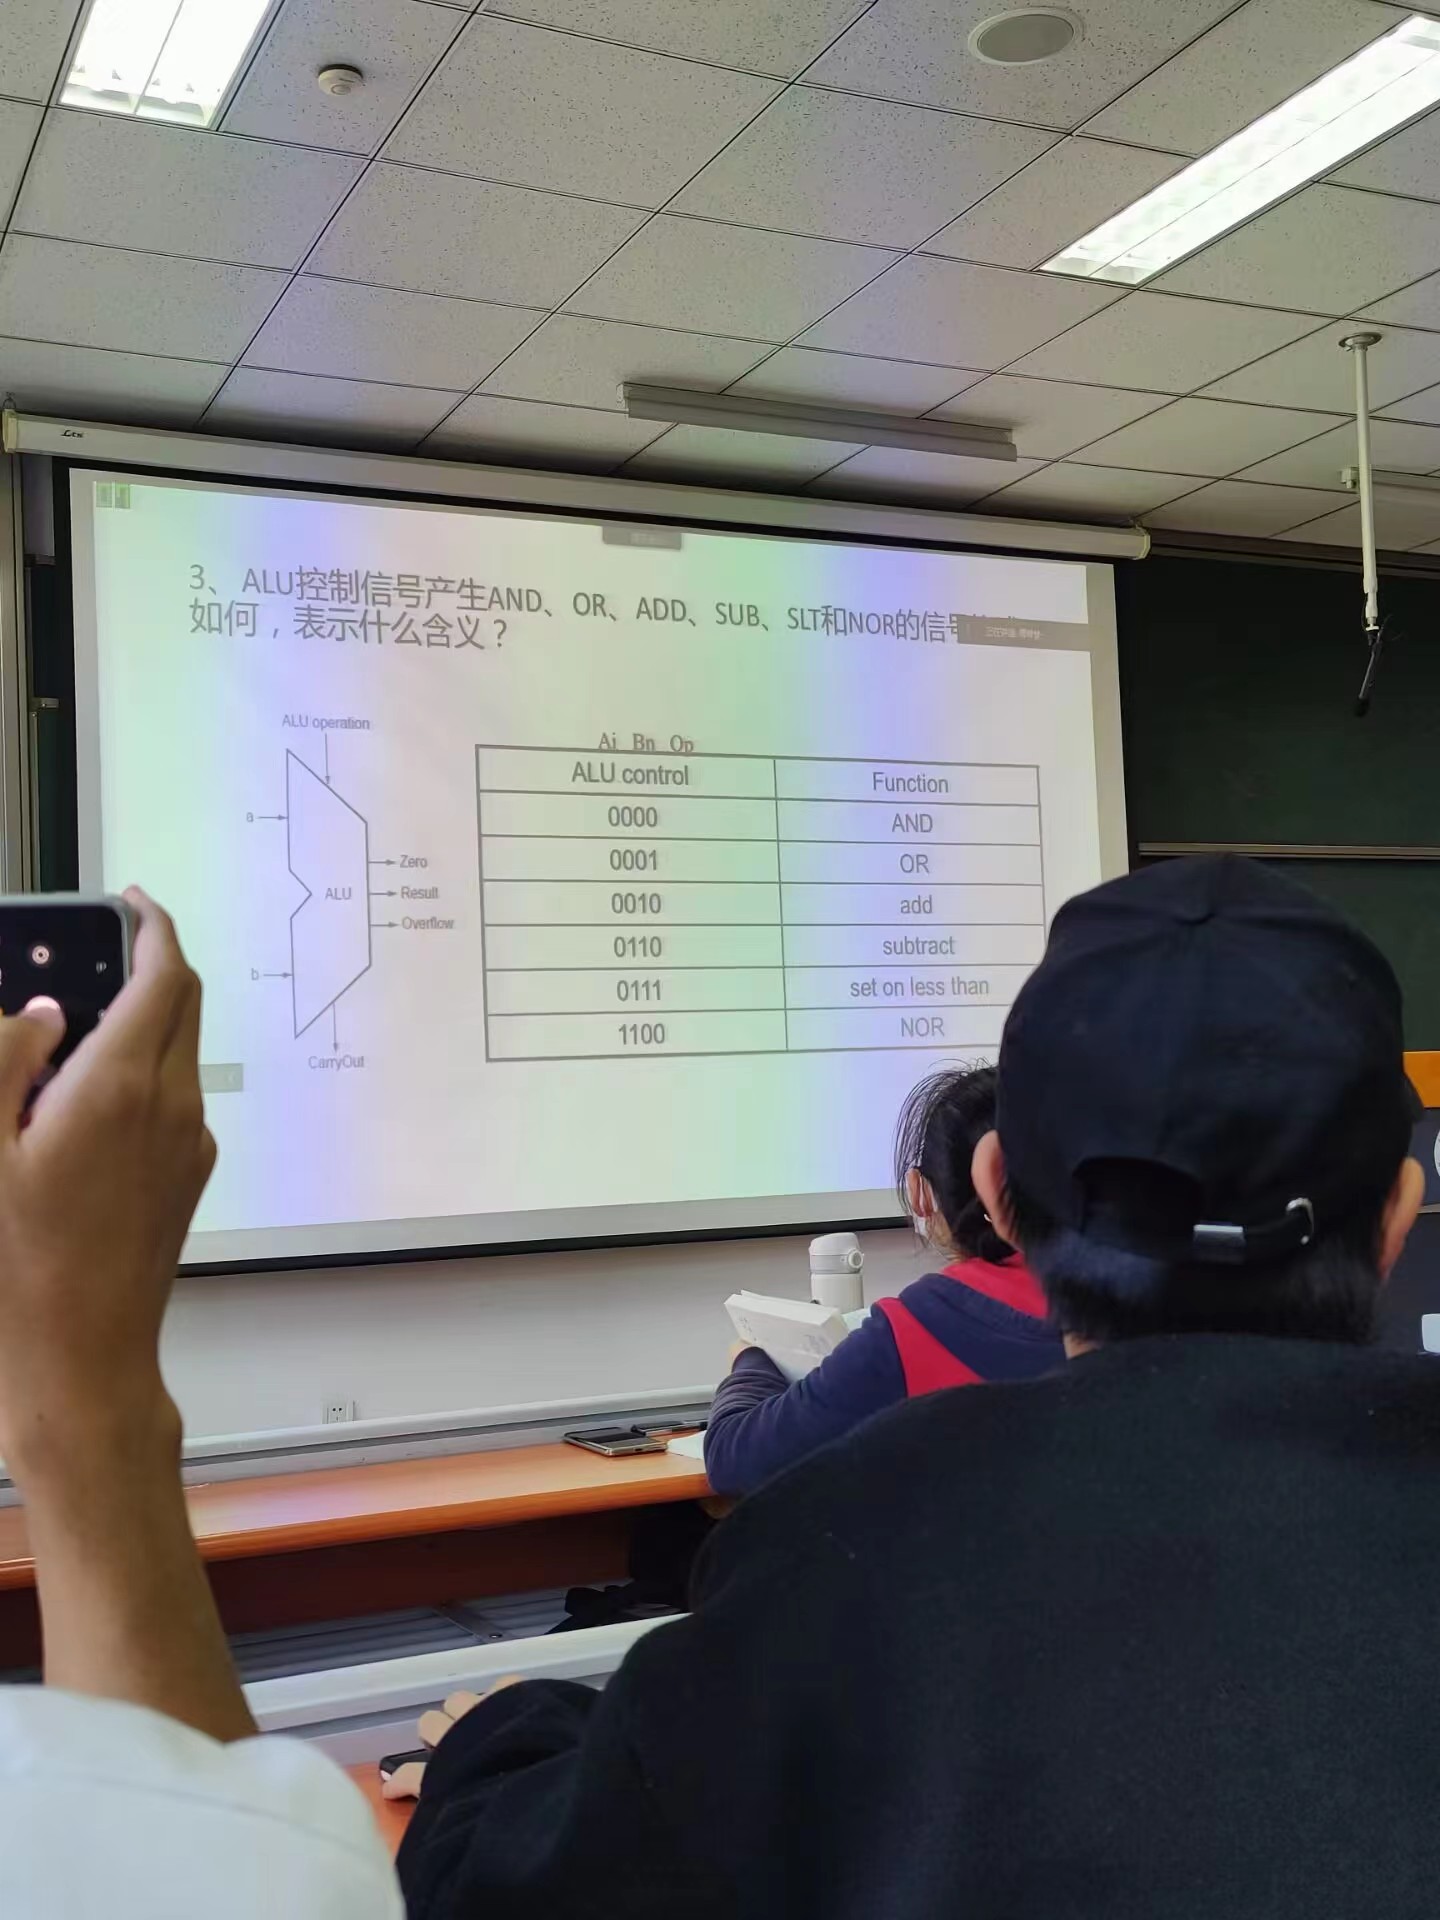 3、ALU控制信号产生AND、OR、ADD、SUB、SLT和NOR的信号
如何，表示什么含义？
ALU operation
a
b
ALU
Zero
Result
Overflow
CarryOut
Ai Bn Op
ALU control Function
0000 AND
0001 OR
0010 add
0110 subtract
0111 set on less than
1100 NOR